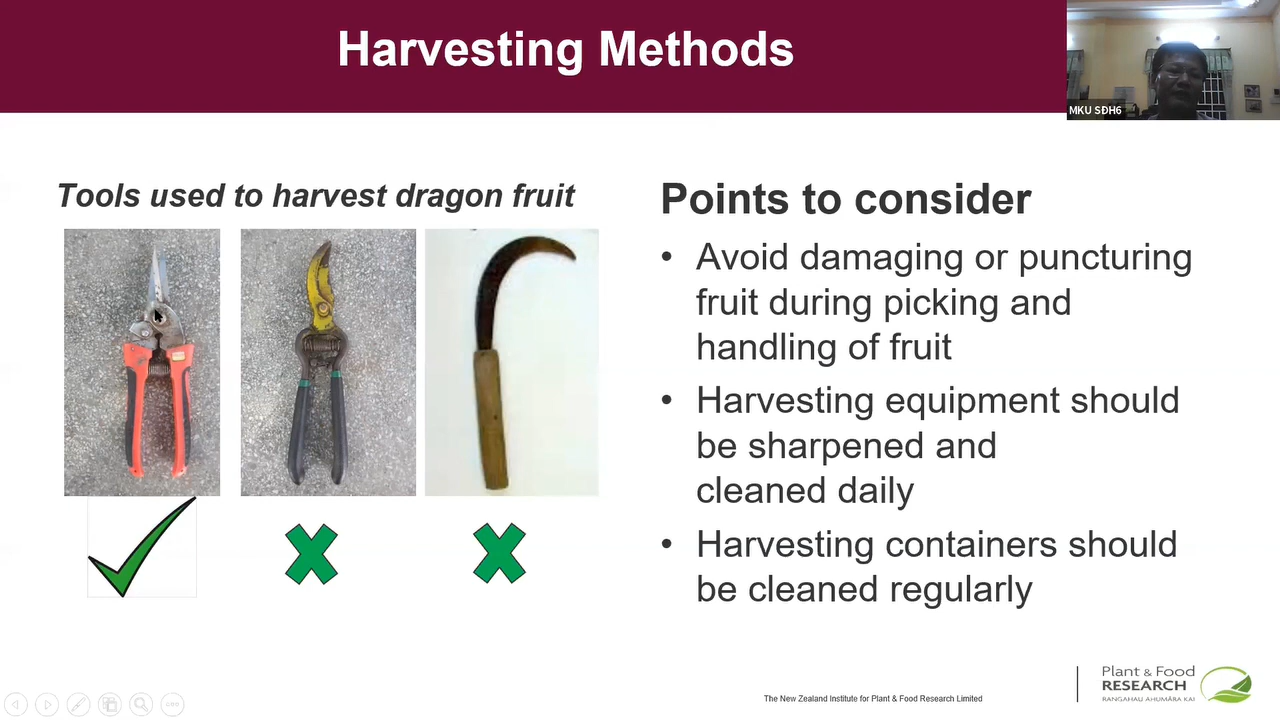 Harvesting Methods
MKU SĐH6
Tools used to harvest dragon fruit
Points to consider
• Avoid damaging or puncturing
fruit during picking and
handling of fruit
• Harvesting equipment should
be sharpened and
cleaned daily
• Harvesting containers should
be cleaned regularly
The New Zealand Institute for Plant & Food Research Limited
Plant & Food
RESEARCH
RANGAHAU AHUMĀRA KAI